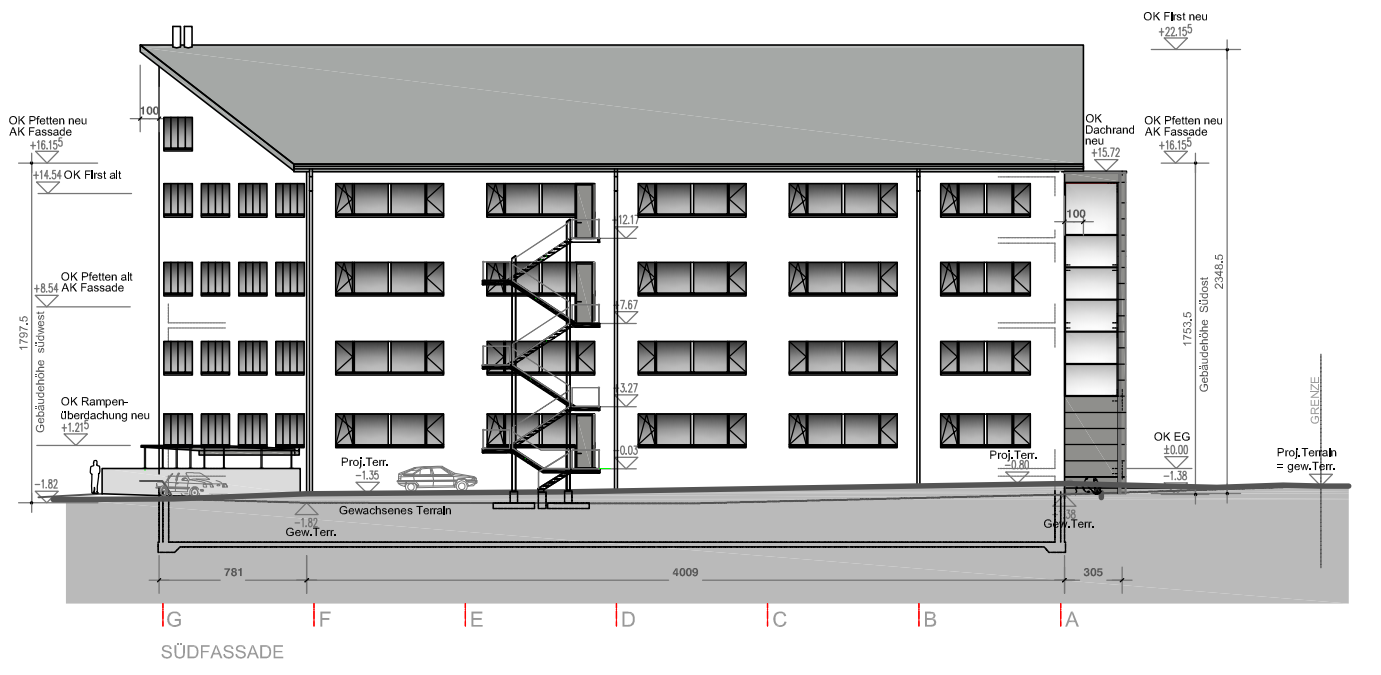 OK First neu
+22.15⁵
100
OK Pfetten neu
AK Fassade
+16.15⁵
+14.54 OK First alt
OK Dachrand neu
+15.72
OK Pfetten neu
AK Fassade
+16.15⁵
100
+12.17
OK Pfetten alt
+8.54 AK Fassade
+7.67
1797.5
Gebäudehöhe südwest
1753.5
Gebäudehöhe Südost
2348.5
+3.27
OK Rampen-
überdachung neu
+1.21⁵
GRENZE
-0.03
OK EG
±0.00
-1.38
Proj.Terr.
-1.35
Proj.Terr.
-0.80
Proj.Terrain
= gew.Terr.
-1.82
Gewachsenes Terrain
-1.82
Gew.Terr.
Gew.Terr.
781
4009
305
G
F
E
D
C
B
A
SÜDFASSADE